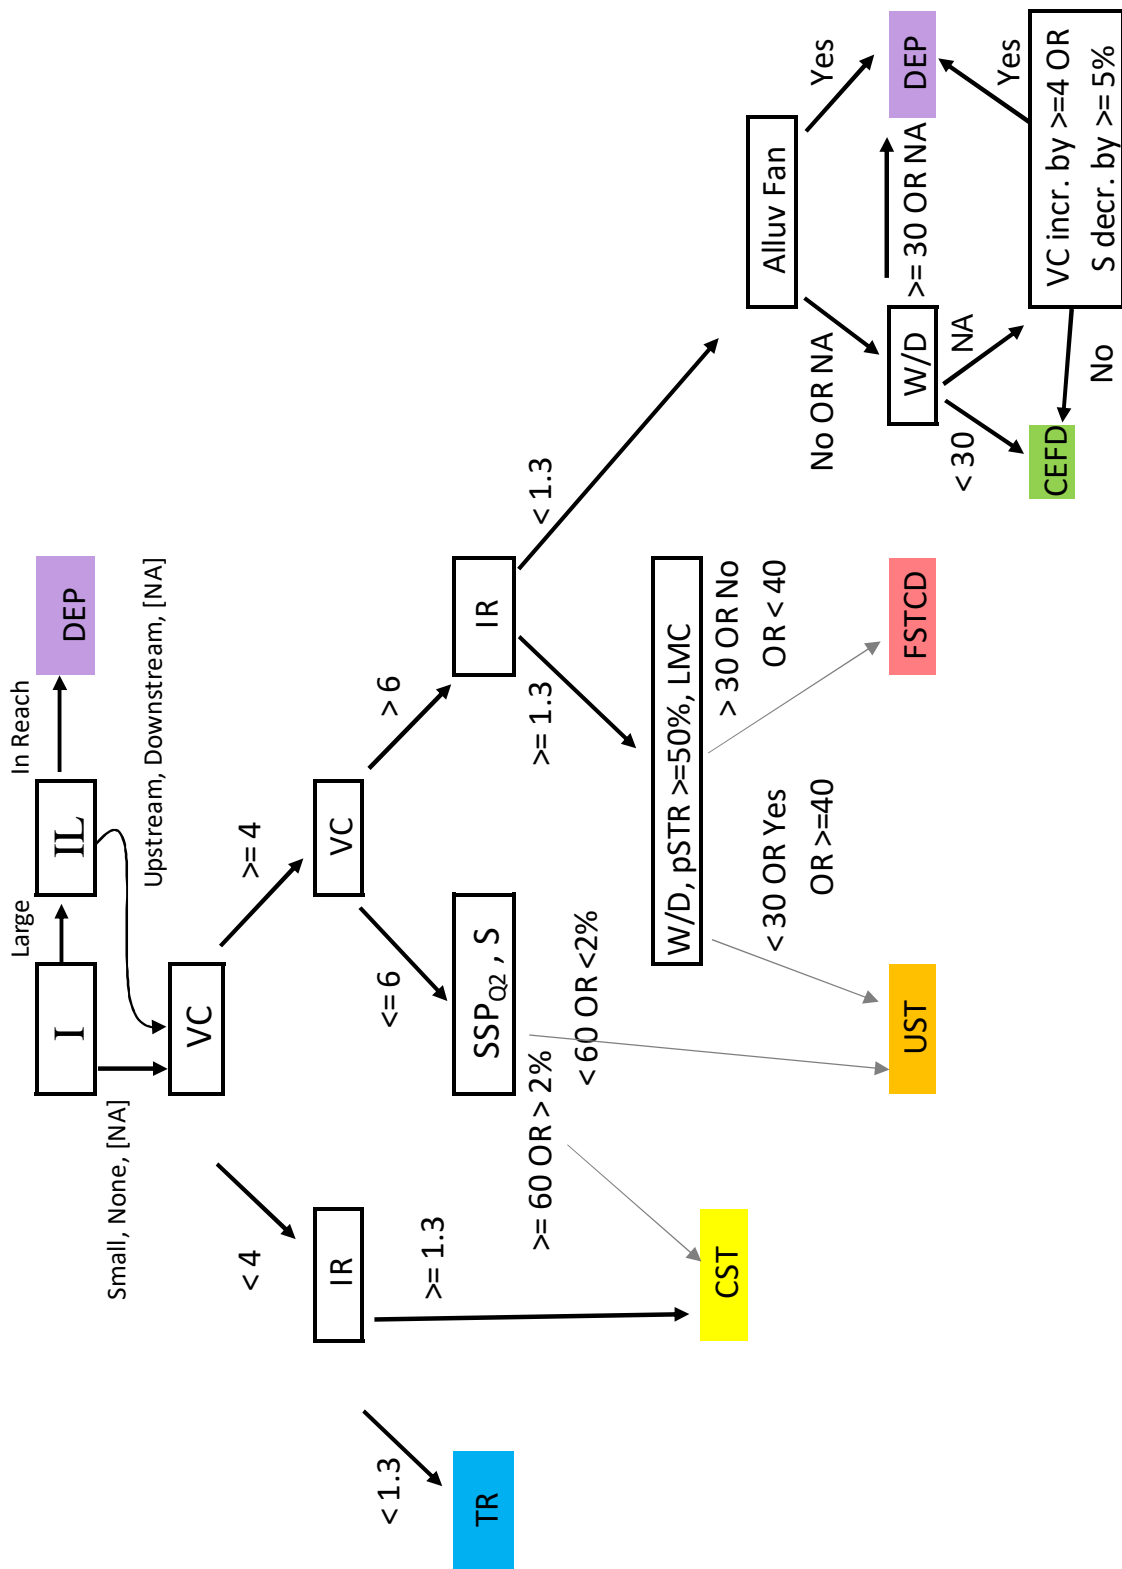 I
Large
IL
In Reach
DEP
Small, None, [NA]
Upstream, Downstream, [NA]
VC
< 4
>= 4
IR
VC
< 1.3
>= 1.3
<= 6
> 6
TR
SSPQ2 , S
IR
>= 60 OR > 2%
< 60 OR <2%
>= 1.3
< 1.3
CST
W/D, pSTR >=50%, LMC
Alluv Fan
< 30 OR Yes
OR >=40
> 30 OR No
OR < 40
No OR NA
Yes
UST
FSTCD
W/D
>= 30 OR NA
DEP
< 30
NA
Yes
CEFD
No
VC incr. by >=4 OR
S decr. by >= 5%